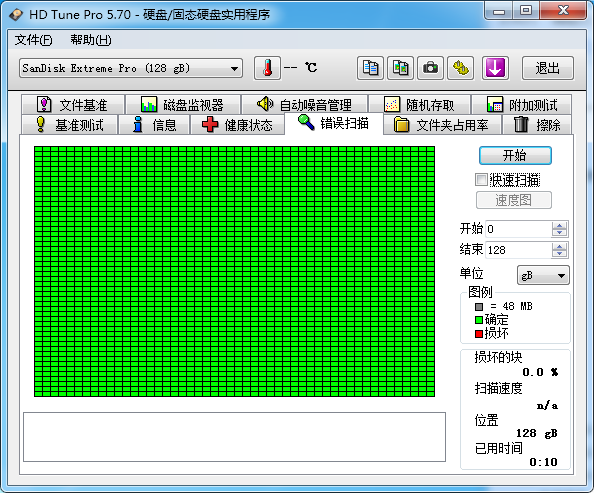 HD Tune Pro 5.70 - 硬盘/固态硬盘实用程序
文件(F) 帮助(H)
SanDisk Extreme Pro (128 gB) -- ℃ 退出
文件基准 磁盘监视器 自动噪音管理 随机存取 附加测试
基准测试 信息 健康状态 错误扫描 文件夹占用率 擦除
开始
快速扫描
速度图
开始 0
结束 128
单位 gB
图例
= 48 MB
确定
损坏
损坏的块
0.0 %
扫描速度
n/a
位置
128 gB
已用时间
0:10